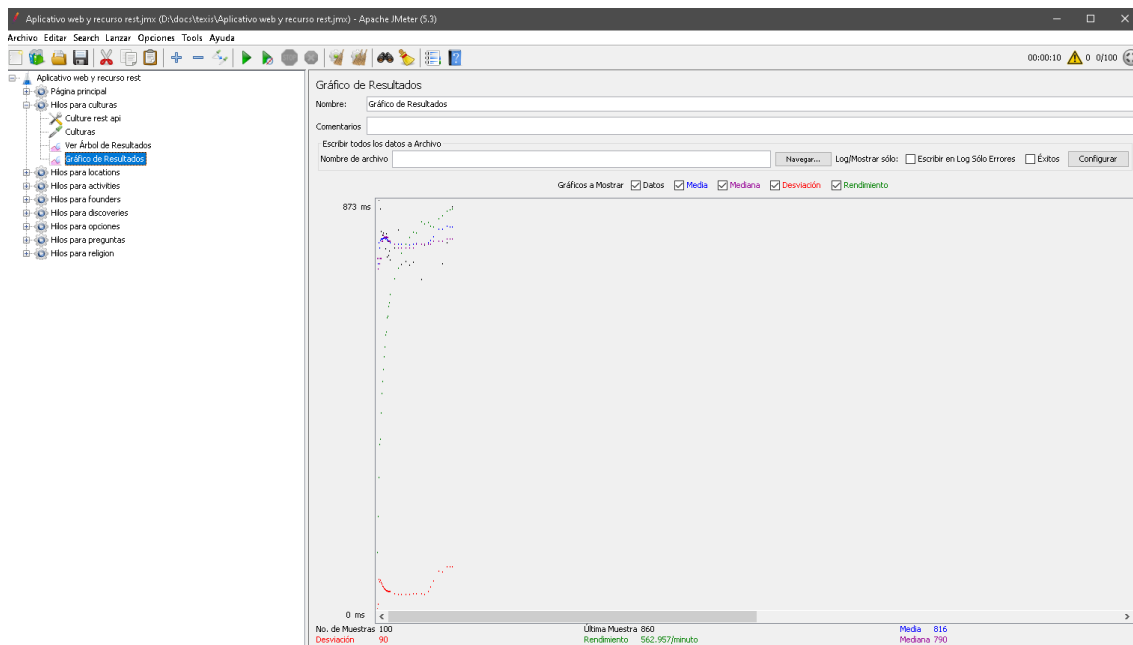 Aplicativo web y recurso rest.jmx (D:\docs\texis\Aplicativo web y recurso rest.jmx) - Apache JMeter (5.3)
Archivo Editar Search Lanzar Opciones Tools Ayuda
00:00:10 0 0/100
Aplicativo web y recurso rest
Página principal
Hilos para culturas
Culture rest api
Culturas
Ver Árbol de Resultados
Gráfico de Resultados
Hilos para locations
Hilos para activities
Hilos para founders
Hilos para discoveries
Hilos para opciones
Hilos para preguntas
Hilos para religion
Gráfico de Resultados
Nombre: Gráfico de Resultados
Comentarios
Escribir todos los datos a Archivo
Nombre de archivo Navegar... Log/Mostrar sólo: Escribir en Log Sólo Errores Éxitos Configurar
Gráficos a Mostrar Datos Media Mediana Desviación Rendimiento
873 ms
0 ms
No. de Muestras 100 Última Muestra 860 Media 816
Desviación 90 Rendimiento 562.957/minuto Mediana 790